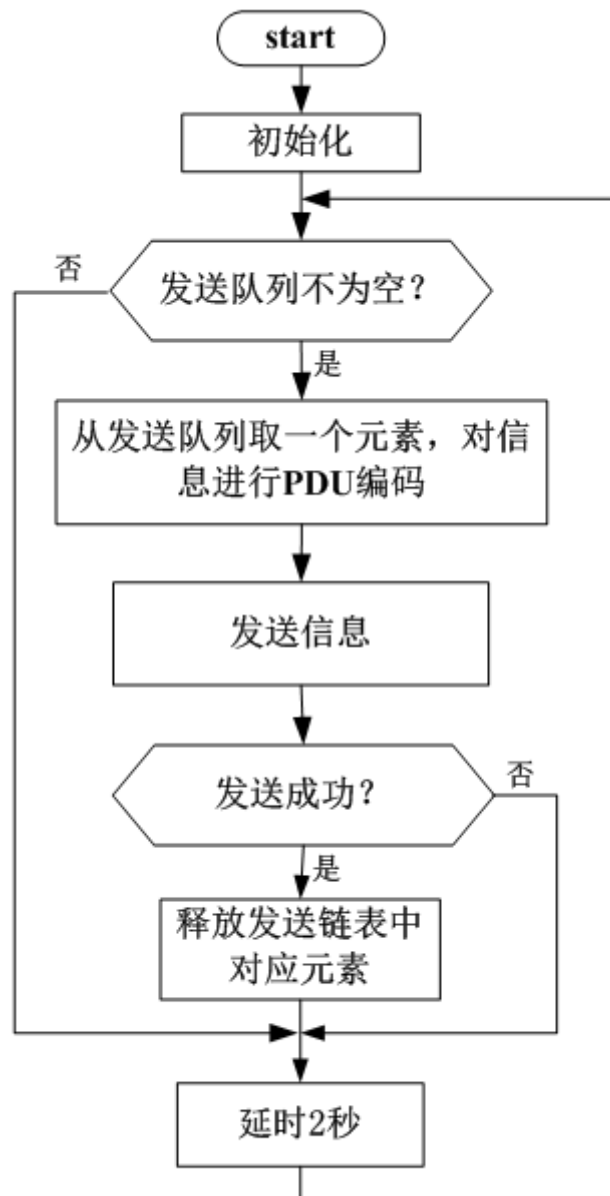 start
初始化
否
发送队列不为空?
是
从发送队列取一个元素，对信
息进行PDU编码
发送信息
发送成功?
否
是
释放发送链表中
对应元素
延时2秒